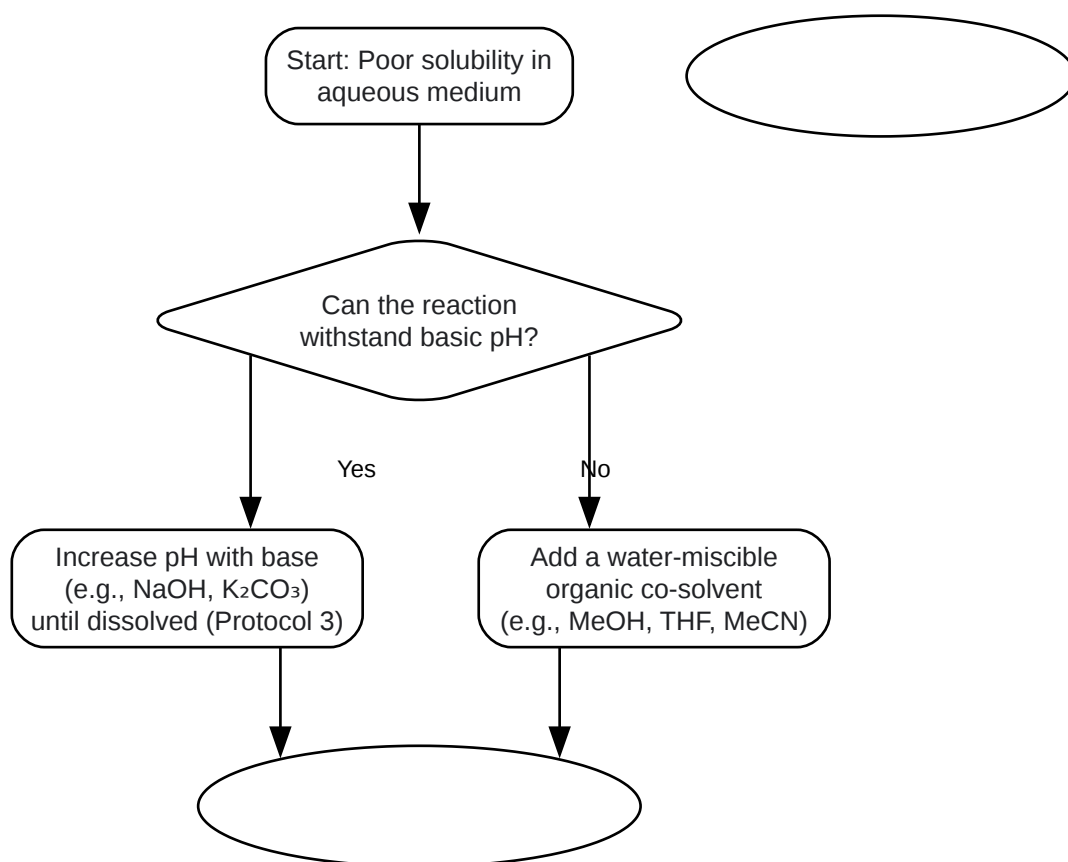 Start: Poor solubility in
aqueous medium
Can the reaction
withstand basic pH?
Yes
No
Increase pH with base
(e.g., NaOH, K₂CO₃)
until dissolved (Protocol 3)
Add a water-miscible
organic co-solvent
(e.g., MeOH, THF, MeCN)